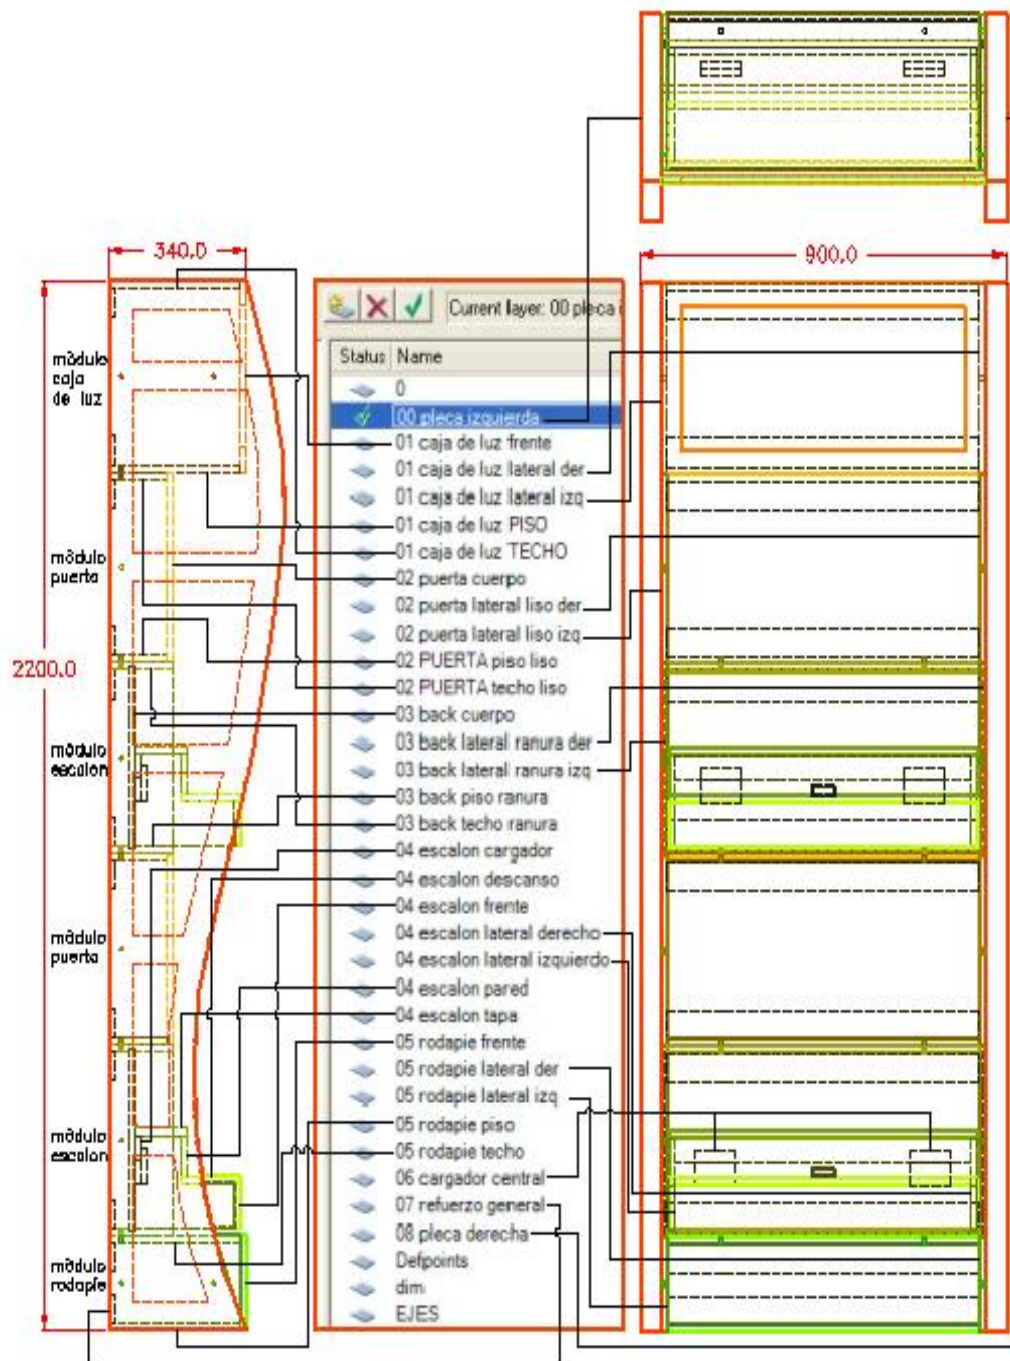 340.0
900.0
2200.0
módulo
caja
de luz
módulo
puerta
módulo
escalon
módulo
puerta
módulo
escalon
módulo
rodapie
Current layer: 00 pleca i
Status Name
0
00 pleca izquierda
01 caja de luz frente
01 caja de luz lateral der
01 caja de luz lateral izq
01 caja de luz PISO
01 caja de luz TECHO
02 puerta cuerpo
02 puerta lateral liso der
02 puerta lateral liso izq
02 PUERTA piso liso
02 PUERTA techo liso
03 back cuerpo
03 back lateral ranura der
03 back lateral ranura izq
03 back piso ranura
03 back techo ranura
04 escalon cargador
04 escalon descanso
04 escalon frente
04 escalon lateral derecho
04 escalon lateral izquierdo
04 escalon pared
04 escalon tapa
05 rodapie frente
05 rodapie lateral der
05 rodapie lateral izq
05 rodapie piso
05 rodapie techo
06 cargador central
07 refuerzo general
08 pleca derecha
Defpoints
dim
EJES